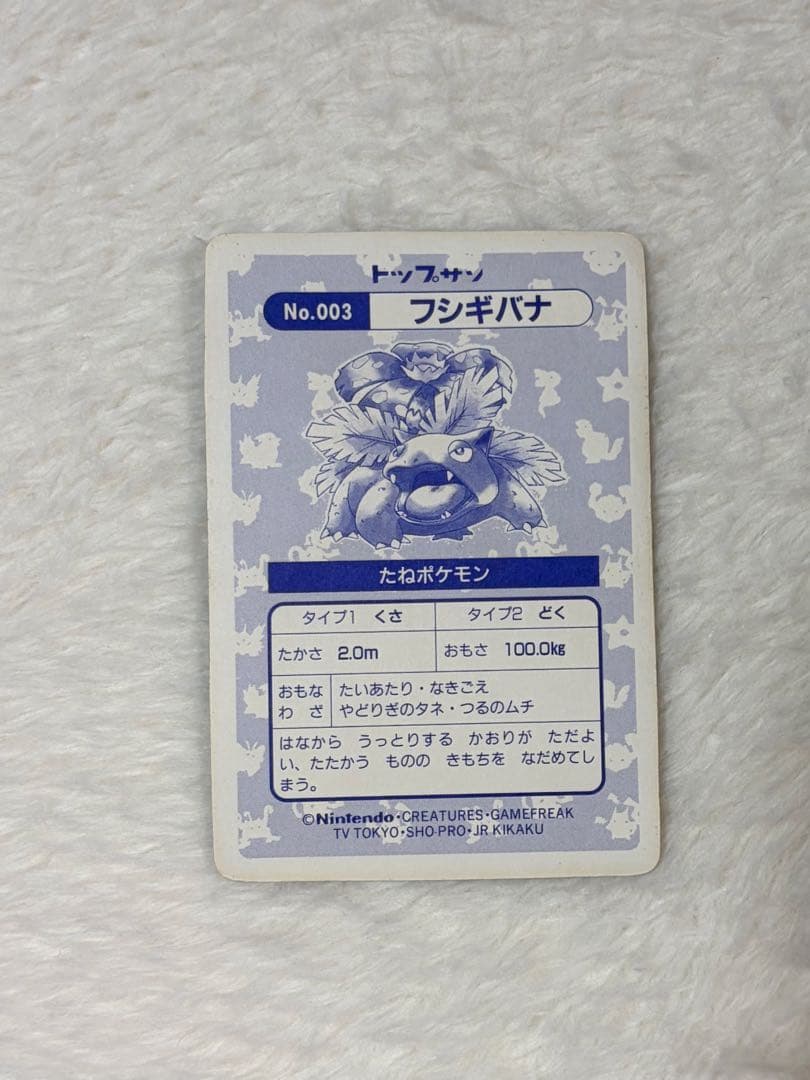 トップサン
No.003 フシギバナ
たねポケモン
タイプ1 くさ タイプ2 どく
たかさ 2.0m おもさ 100.0kg
おもな たいあたり・なきごえ
わ ざ やどりぎのタネ・つるのムチ
はなから うっとりする かおりが ただよ
い、たたかう ものの きもちを なだめてし
まう。
©Nintendo・CREATURES・GAMEFREAK
TV TOKYO・SHO-PRO・JR KIKAKU